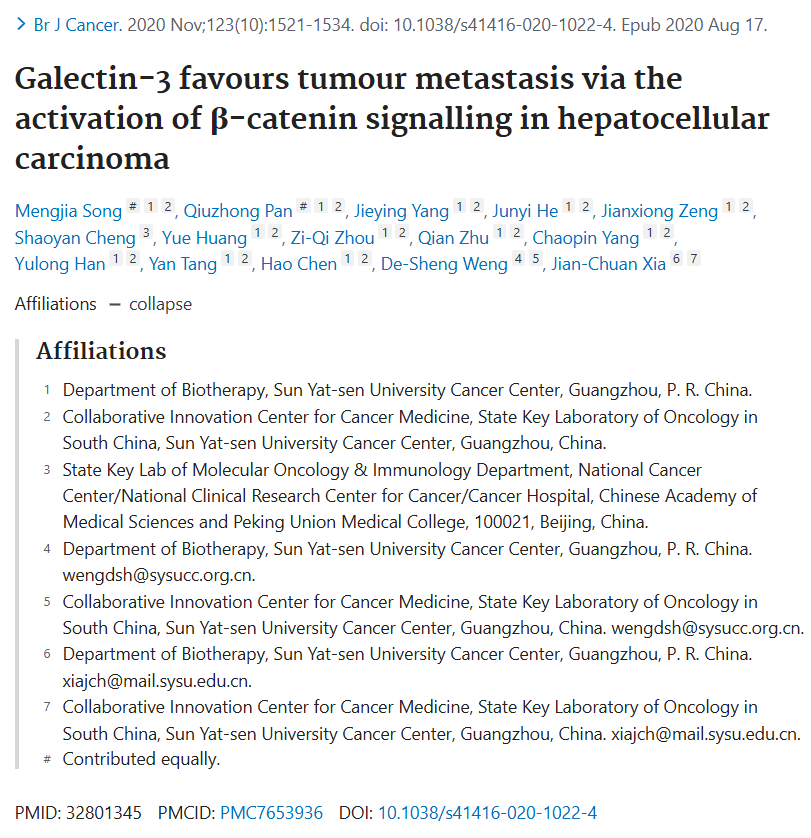 > Br J Cancer. 2020 Nov;123(10):1521-1534. doi: 10.1038/s41416-020-1022-4. Epub 2020 Aug 17.
Galectin-3 favours tumour metastasis via the
activation of β-catenin signalling in hepatocellular
carcinoma
Mengjia Song # 1 2, Qiuzhong Pan # 1 2, Jieying Yang 1 2, Junyi He 1 2, Jianxiong Zeng 1 2,
Shaoyan Cheng 3, Yue Huang 1 2, Zi-Qi Zhou 1 2, Qian Zhu 1 2, Chaopin Yang 1 2,
Yulong Han 1 2, Yan Tang 1 2, Hao Chen 1 2, De-Sheng Weng 4 5, Jian-Chuan Xia 6 7
Affiliations – collapse
Affiliations
1 Department of Biotherapy, Sun Yat-sen University Cancer Center, Guangzhou, P. R. China.
2 Collaborative Innovation Center for Cancer Medicine, State Key Laboratory of Oncology in
South China, Sun Yat-sen University Cancer Center, Guangzhou, China.
3 State Key Lab of Molecular Oncology & Immunology Department, National Cancer
Center/National Clinical Research Center for Cancer/Cancer Hospital, Chinese Academy of
Medical Sciences and Peking Union Medical College, 100021, Beijing, China.
4 Department of Biotherapy, Sun Yat-sen University Cancer Center, Guangzhou, P. R. China.
wengdsh@sysucc.org.cn.
5 Collaborative Innovation Center for Cancer Medicine, State Key Laboratory of Oncology in
South China, Sun Yat-sen University Cancer Center, Guangzhou, China. wengdsh@sysucc.org.cn.
6 Department of Biotherapy, Sun Yat-sen University Cancer Center, Guangzhou, P. R. China.
xiajch@mail.sysu.edu.cn.
7 Collaborative Innovation Center for Cancer Medicine, State Key Laboratory of Oncology in
South China, Sun Yat-sen University Cancer Center, Guangzhou, China. xiajch@mail.sysu.edu.cn.
# Contributed equally.
PMID: 32801345 PMCID: PMC7653936 DOI: 10.1038/s41416-020-1022-4